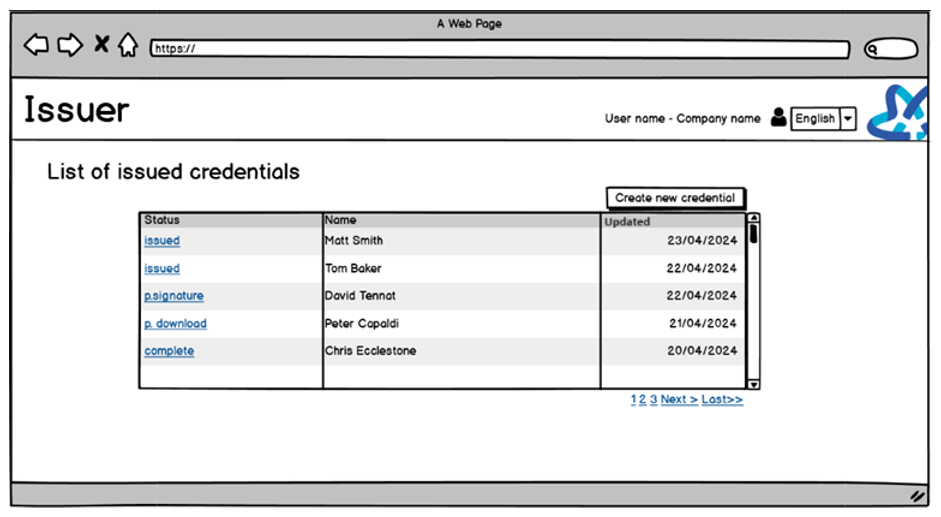 A Web Page
https://
Issuer
User name - Company name
English
List of issued credentials
Create new credential
Status Name Updated
issued Matt Smith 23/04/2024
issued Tom Baker 22/04/2024
p.signature David Tennat 22/04/2024
p. download Peter Capaldi 21/04/2024
complete Chris Ecclestone 20/04/2024
1 2 3 Next > Last>>